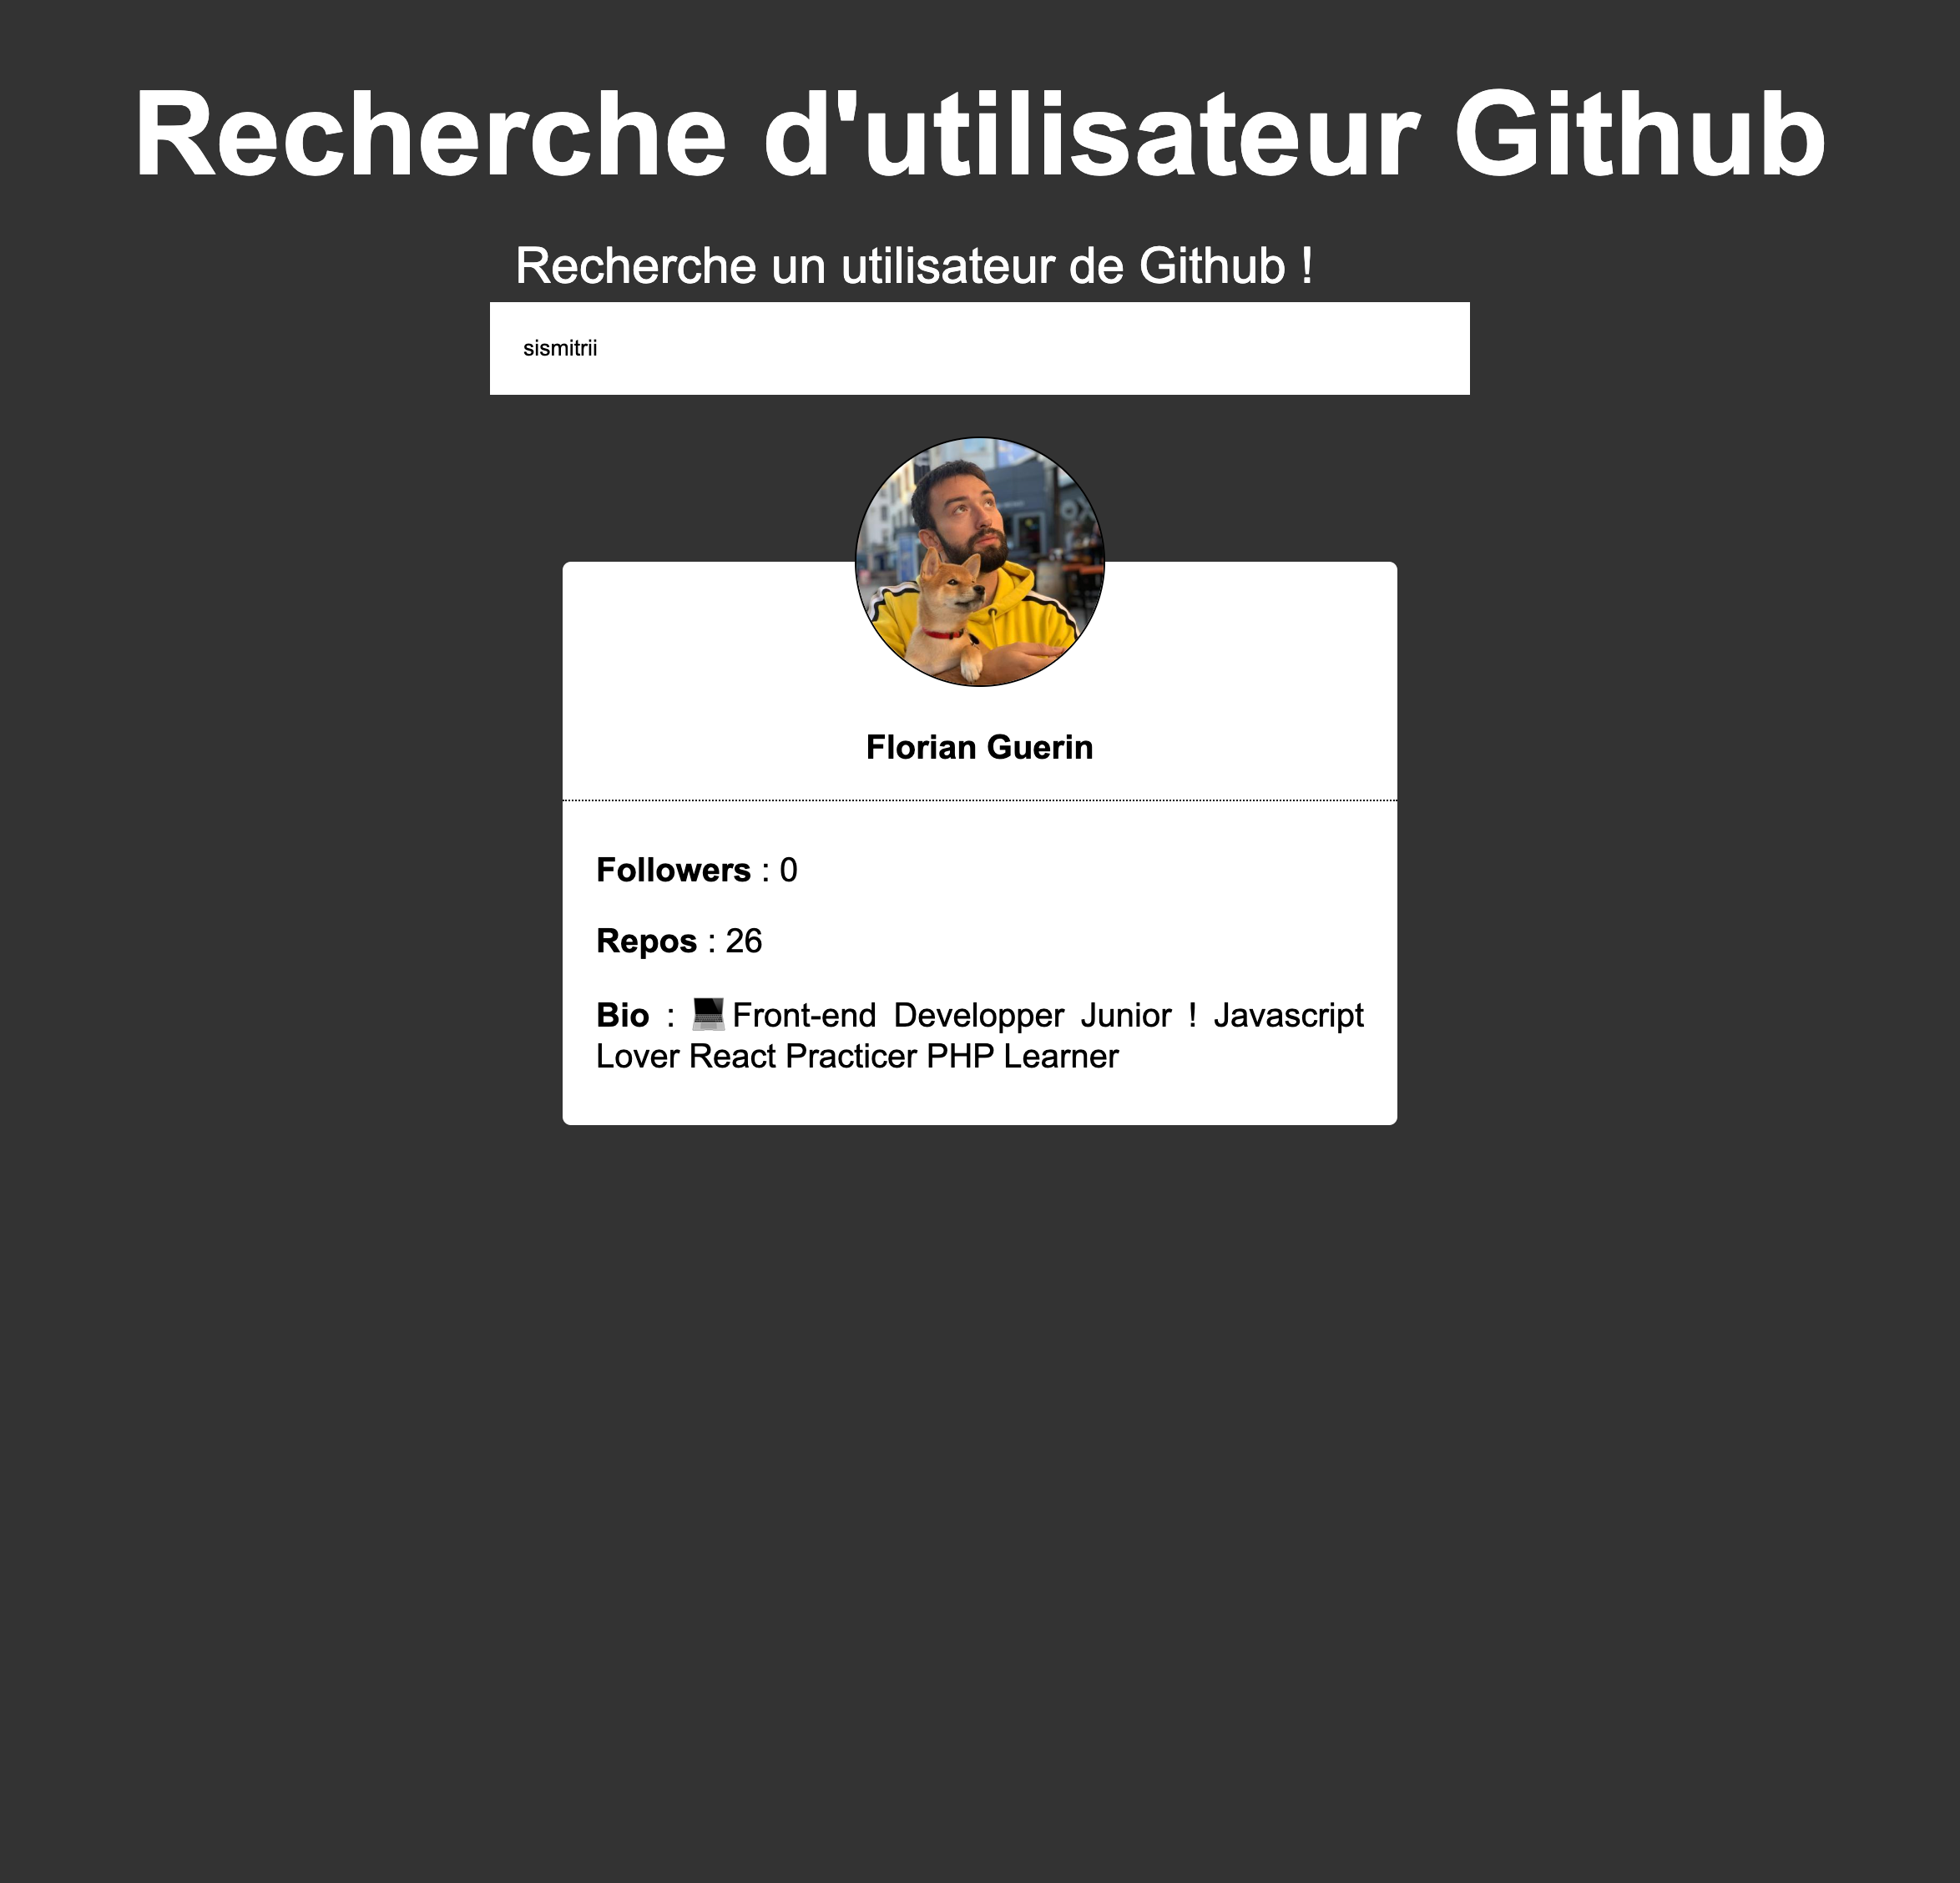 Recherche d'utilisateur Github
Recherche un utilisateur de Github !
sismitrii
Florian Guerin
Followers : 0
Repos : 26
Bio : 💻Front-end Developper Junior ! Javascript
Lover React Practicer PHP Learner